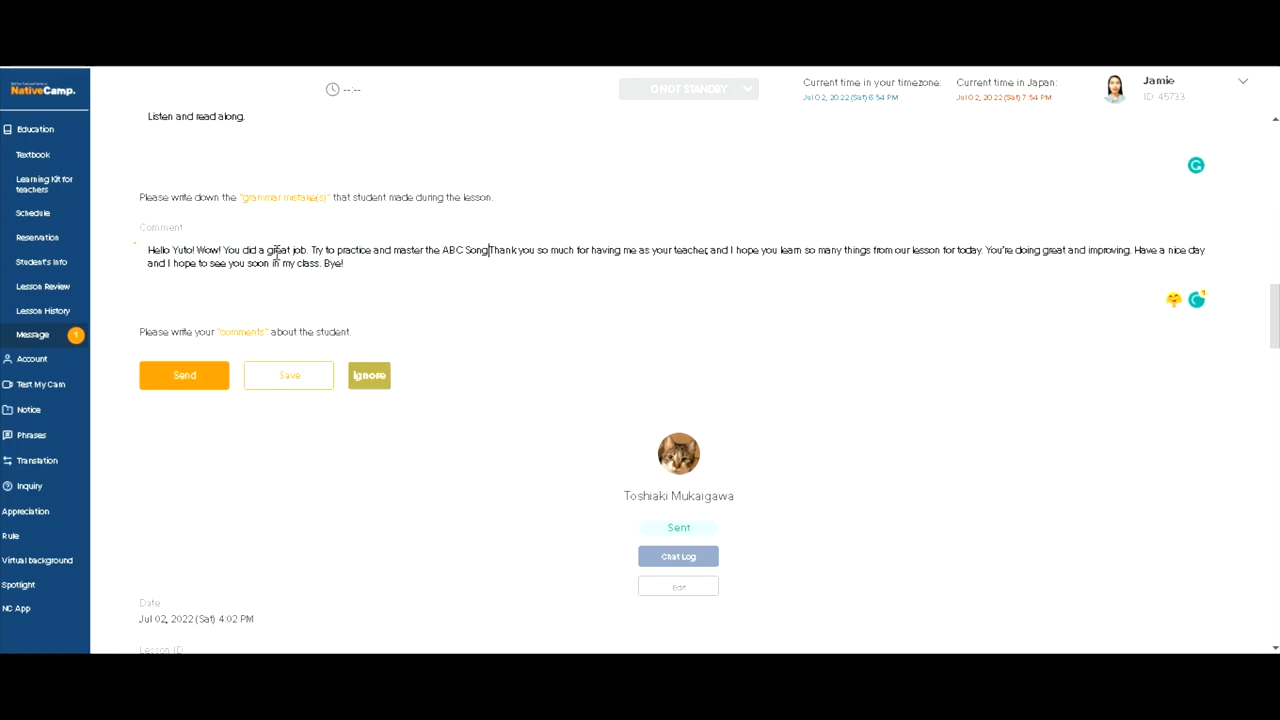 NativeCamp.
--:--
DO NOT STANDBY
Current time in your timezone:
Jul 02, 2022 (Sat) 6:54 PM
Current time in Japan:
Jul 02, 2022 (Sat) 7:54 PM
Jamie
ID: 45733
Education
Textbook
Learning Kit for
teachers
Schedule
Reservation
Student's Info
Lesson Review
Lesson History
Message 1
Account
Test My Cam
Notice
Phrases
Translation
Inquiry
Appreciation
Rule
Virtual background
Spotlight
NC App
Listen and read along.
Please write down the "grammar mistake(s)" that student made during the lesson.
Comment
Hello Yuto! Wow! You did a great job. Try to practice and master the ABC SongThank you so much for having me as your teacher, and I hope you learn so many things from our lesson for today. You're doing great and improving. Have a nice day
and I hope to see you soon in my class. Bye!
Please write your "comments" about the student.
Send
Save
Ignore
Toshiaki Mukaigawa
Sent
Chat Log
Edit
Date
Jul 02, 2022 (Sat) 4:02 PM
Lesson ID